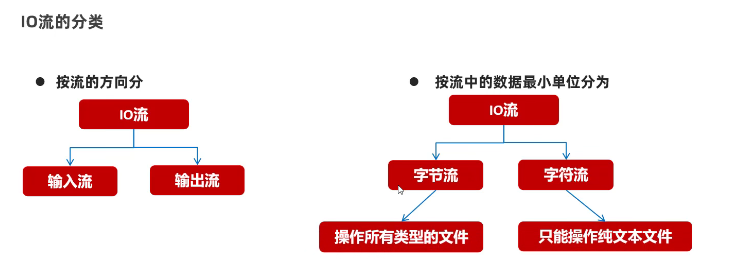 IO流的分类
按流的方向分
IO流
输入流
输出流
按流中的数据最小单位分为
IO流
字节流
字符流
操作所有类型的文件
只能操作纯文本文件